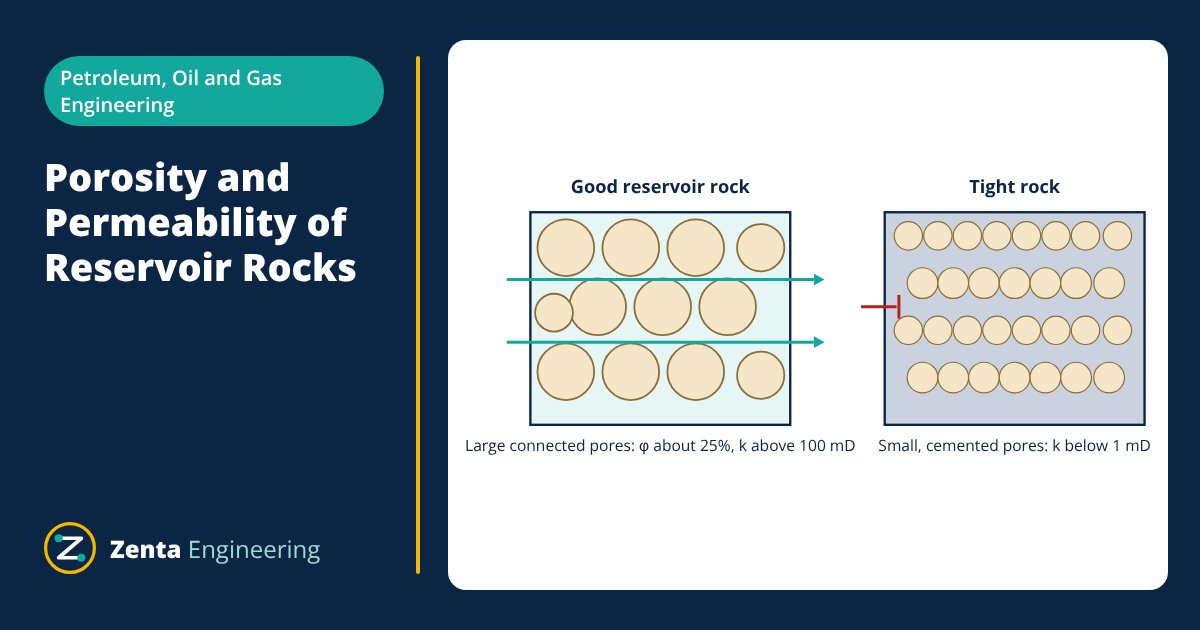 Petroleum, Oil and Gas
Engineering
Porosity and
Permeability of
Reservoir Rocks
Zenta Engineering
Good reservoir rock
Large connected pores: φ about 25%, k above 100 mD
Tight rock
Small, cemented pores: k below 1 mD